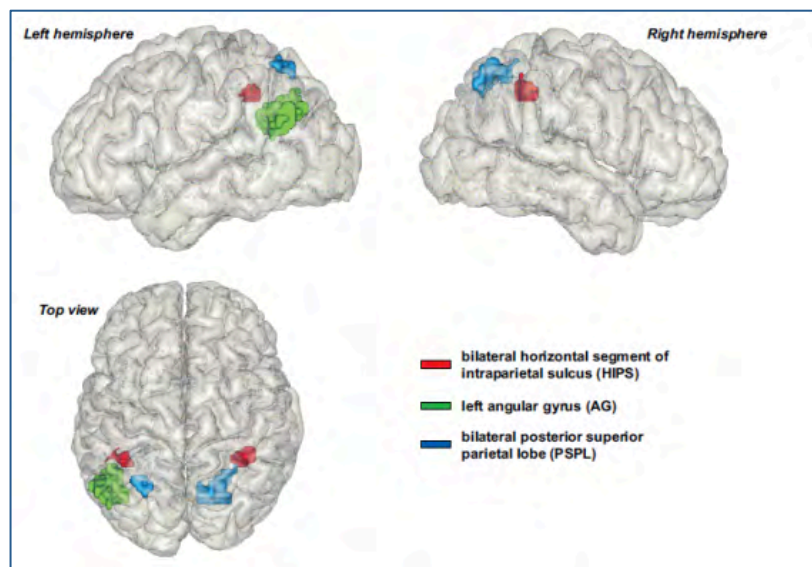 Left hemisphere
Right hemisphere
Top view
bilateral horizontal segment of
intraparietal sulcus (HIPS)
left angular gyrus (AG)
bilateral posterior superior
parietal lobe (PSPL)